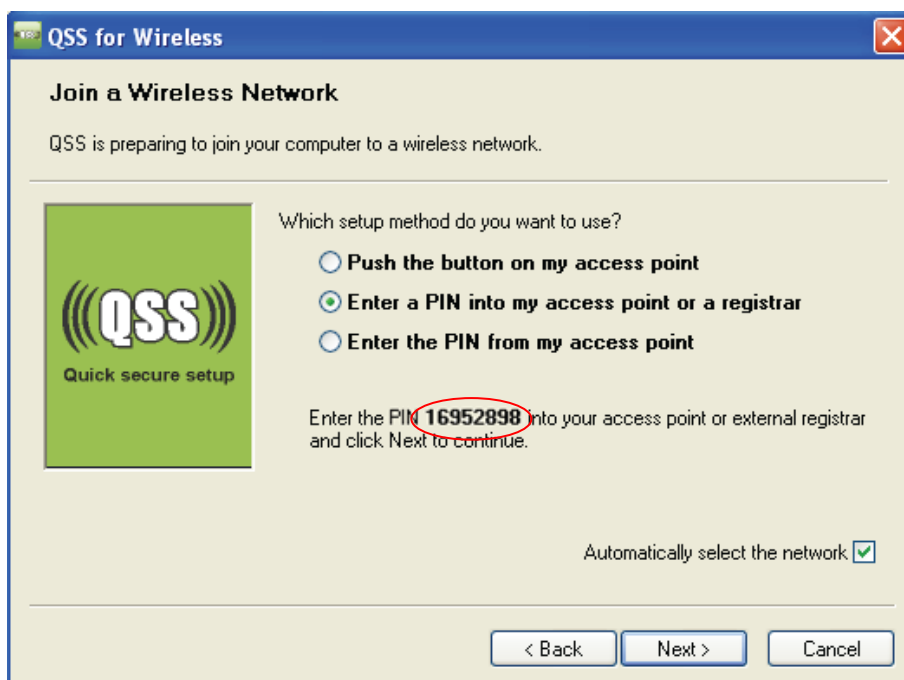 QSS for Wireless
Join a Wireless Network
QSS is preparing to join your computer to a wireless network.
Which setup method do you want to use?
Push the button on my access point
Enter a PIN into my access point or a registrar
Enter the PIN from my access point
(((QSS)))
Quick secure setup
Enter the PIN 16952898 into your access point or external registrar
and click Next to continue.
Automatically select the network
< Back
Next >
Cancel